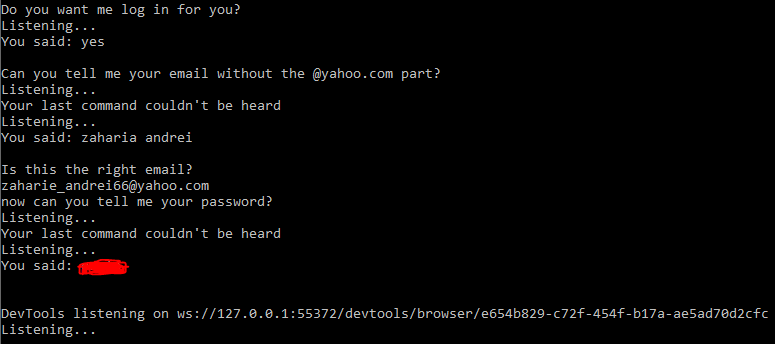 Do you want me log in for you?
Listening...
You said: yes
Can you tell me your email without the @yahoo.com part?
Listening...
Your last command couldn't be heard
Listening...
You said: zaharia andrei
Is this the right email?
zaharie_andrei66@yahoo.com
now can you tell me your password?
Listening...
Your last command couldn't be heard
Listening...
You said:
DevTools listening on ws://127.0.0.1:55372/devtools/browser/e654b829-c72f-454f-b17a-ae5ad70d2cfc
Listening...